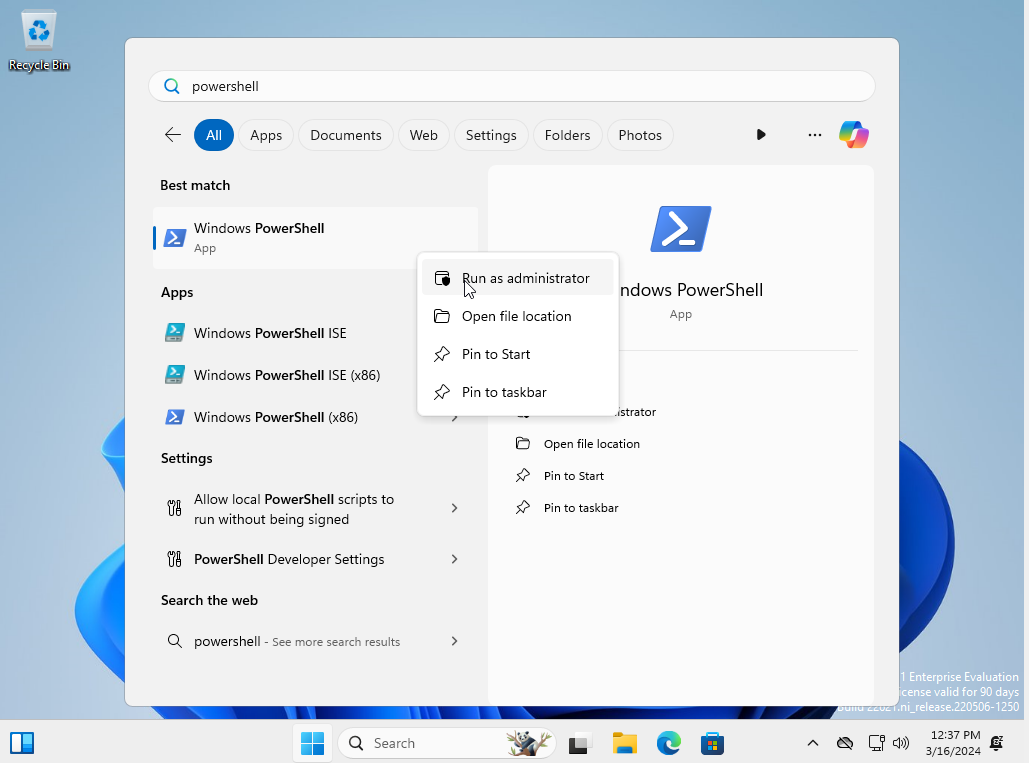 Recycle Bin
powershell
All
Apps
Documents
Web
Settings
Folders
Photos
Best match
Windows PowerShell
App
Apps
Windows PowerShell ISE
Windows PowerShell ISE (x86)
Windows PowerShell (x86)
Settings
Allow local PowerShell scripts to
run without being signed
PowerShell Developer Settings
Search the web
powershell - See more search results
Run as administrator
Open file location
Pin to Start
Pin to taskbar
ndows PowerShell
App
istrator
Open file location
Pin to Start
Pin to taskbar
1 Enterprise Evaluation
icense valid for 90 days
Build 22621.ni_release.220506-1250
Search
12:37 PM
3/16/2024